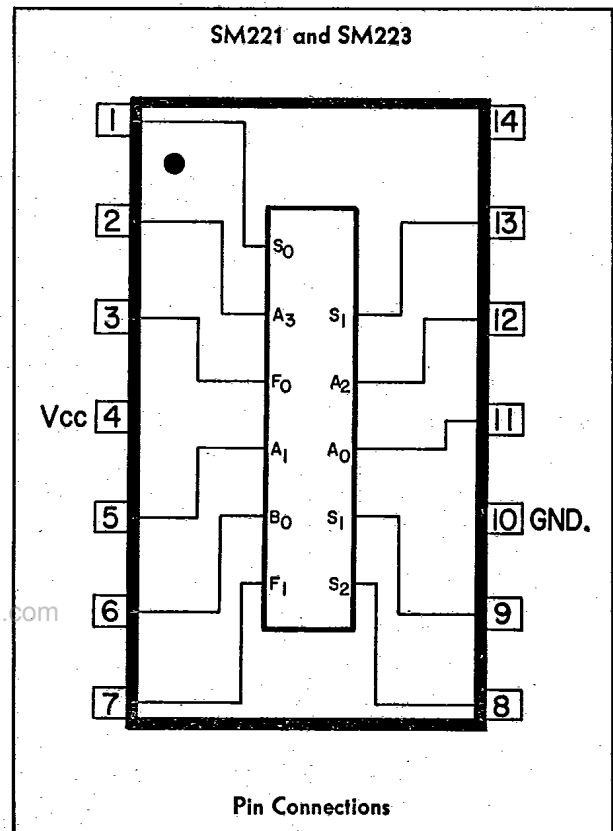 SM221 and SM223
1 14
2 S0 13
3 A3 S1 12
F0 A2
Vcc 4 11
A1 A0
5 B0 S1 10 GND.
F1 S2
.com
6 9
7 8
Pin Connections